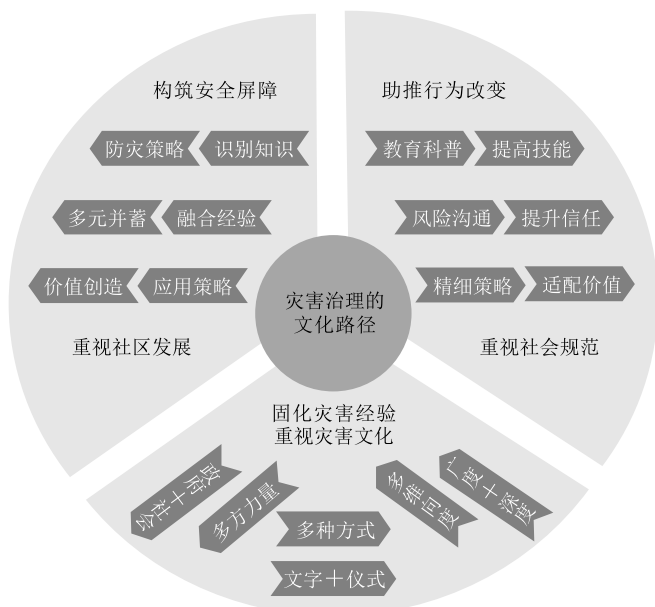 构筑安全屏障
防灾策略 识别知识
多元并蓄 融合经验
价值创造 应用策略
重视社区发展
助推行为改变
教育科普 提高技能
风险沟通 提升信任
精细策略 适配价值
重视社会规范
灾害治理的
文化路径
固化灾害经验
重视灾害文化
政府＋社会
多方力量
多种方式
文字＋仪式
多维向度
广度＋深度